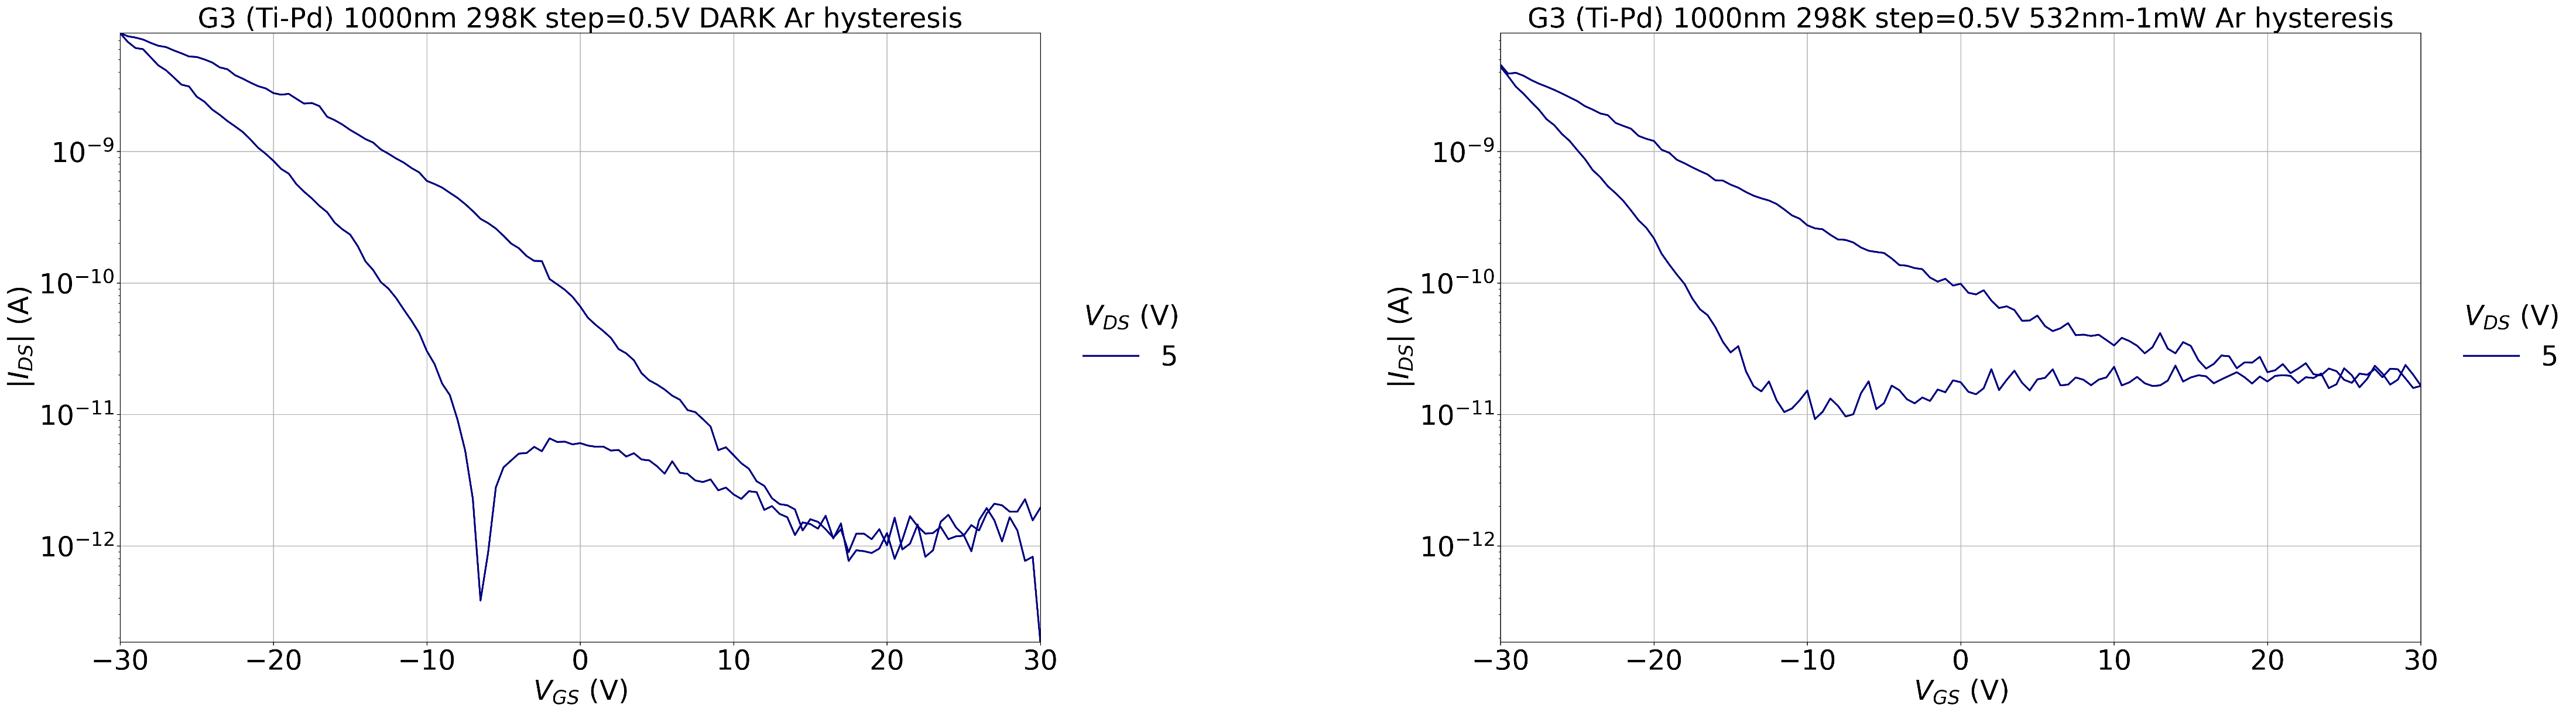 G3 (Ti-Pd) 1000nm 298K step=0.5V DARK Ar hysteresis
|I_DS| (A)
10⁻⁹
10⁻¹⁰
10⁻¹¹
10⁻¹²
−30 −20 −10 0 10 20 30
V_GS (V)
V_DS (V)
5
G3 (Ti-Pd) 1000nm 298K step=0.5V 532nm-1mW Ar hysteresis
|I_DS| (A)
10⁻⁹
10⁻¹⁰
10⁻¹¹
10⁻¹²
−30 −20 −10 0 10 20 30
V_GS (V)
V_DS (V)
5